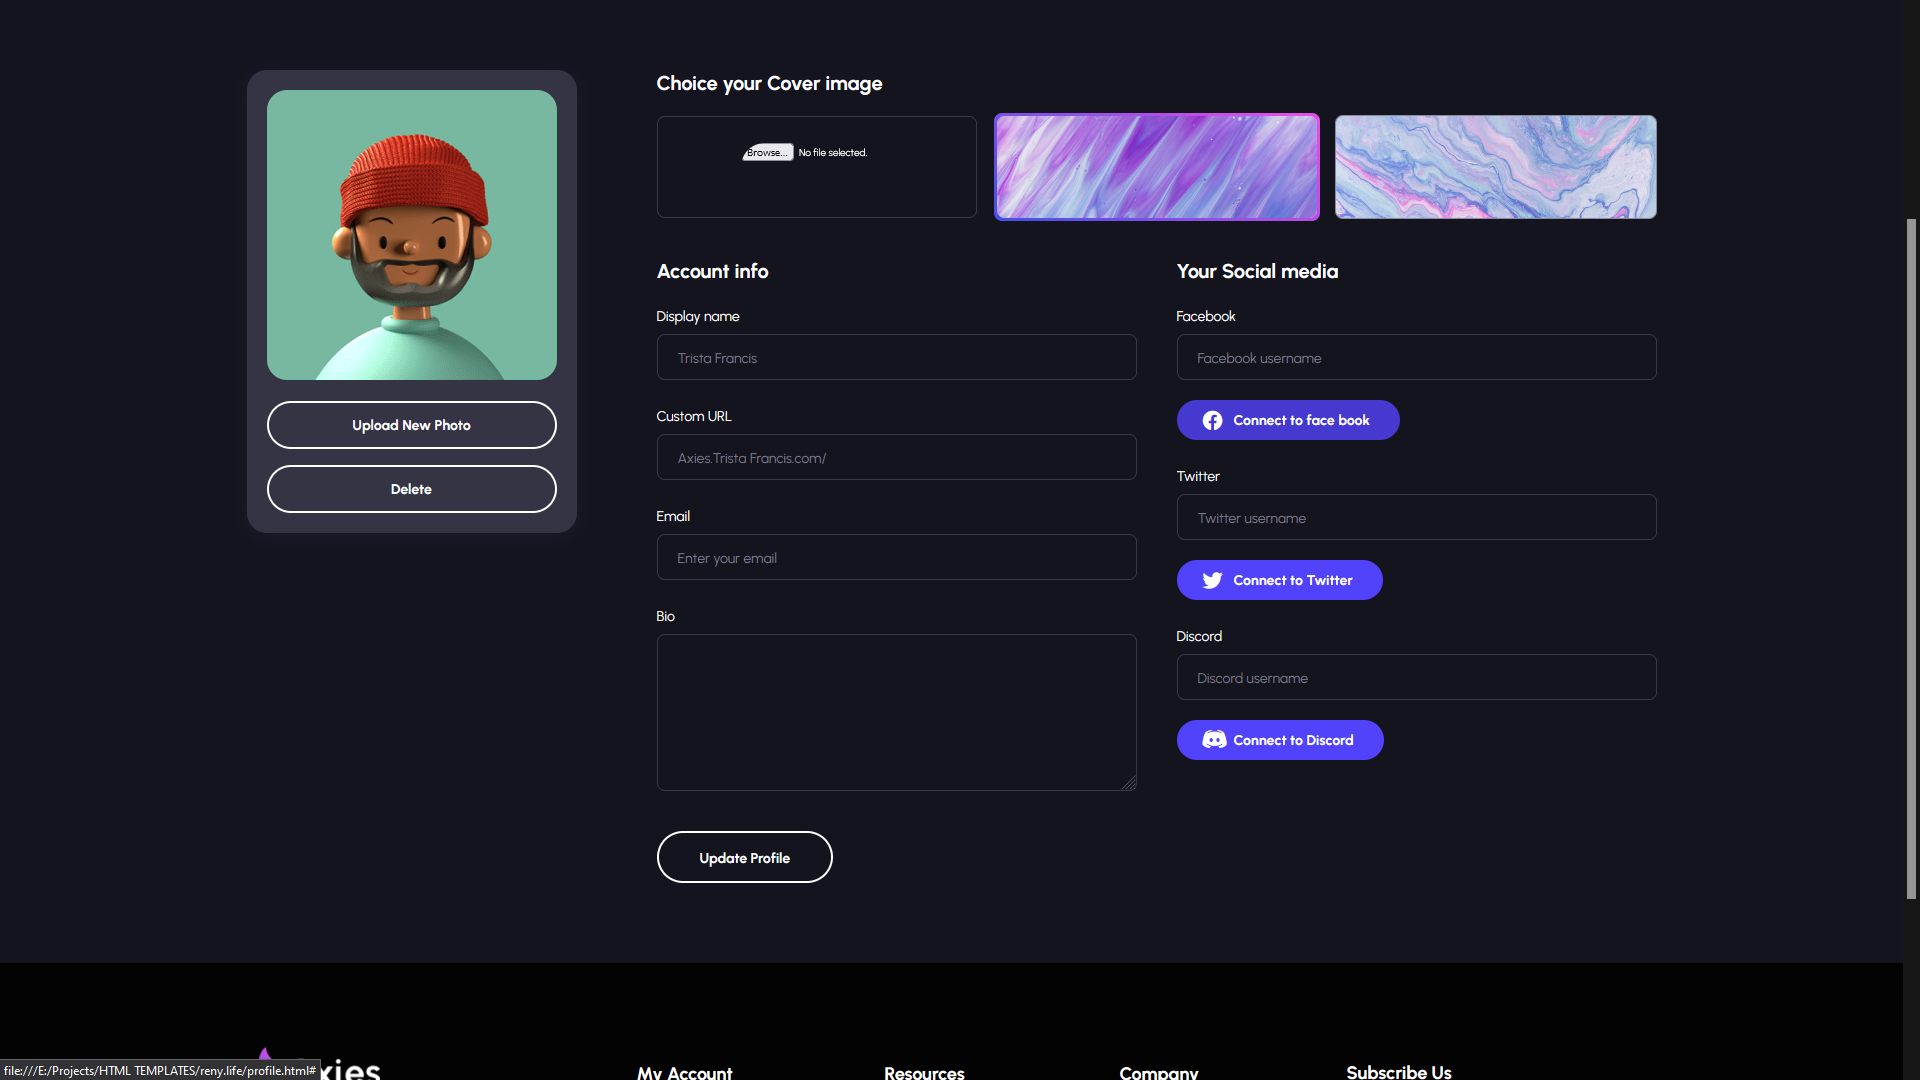 Choice your Cover image
Browse... No file selected.
Upload New Photo
Delete
Account info
Display name
Trista Francis
Custom URL
Axies.Trista Francis.com/
Email
Enter your email
Bio
Update Profile
Your Social media
Facebook
Facebook username
Connect to face book
Twitter
Twitter username
Connect to Twitter
Discord
Discord username
Connect to Discord
xies
My Account
Resources
Company
Subscribe Us
file:///E:/Projects/HTML TEMPLATES/reny.life/profile.html#